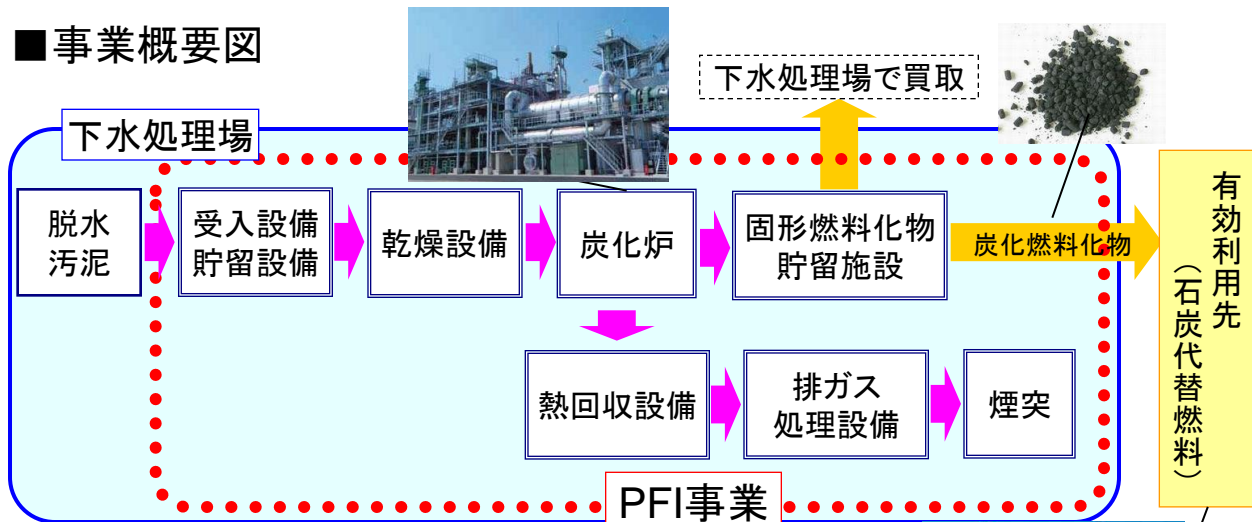 ■事業概要図
下水処理場で買取
下水処理場
脱水
汚泥
受入設備
貯留設備
乾燥設備
炭化炉
固形燃料化物
貯留施設
炭化燃料化物
有効利用先
（石炭代替燃料）
熱回収設備
排ガス
処理設備
煙突
PFI事業